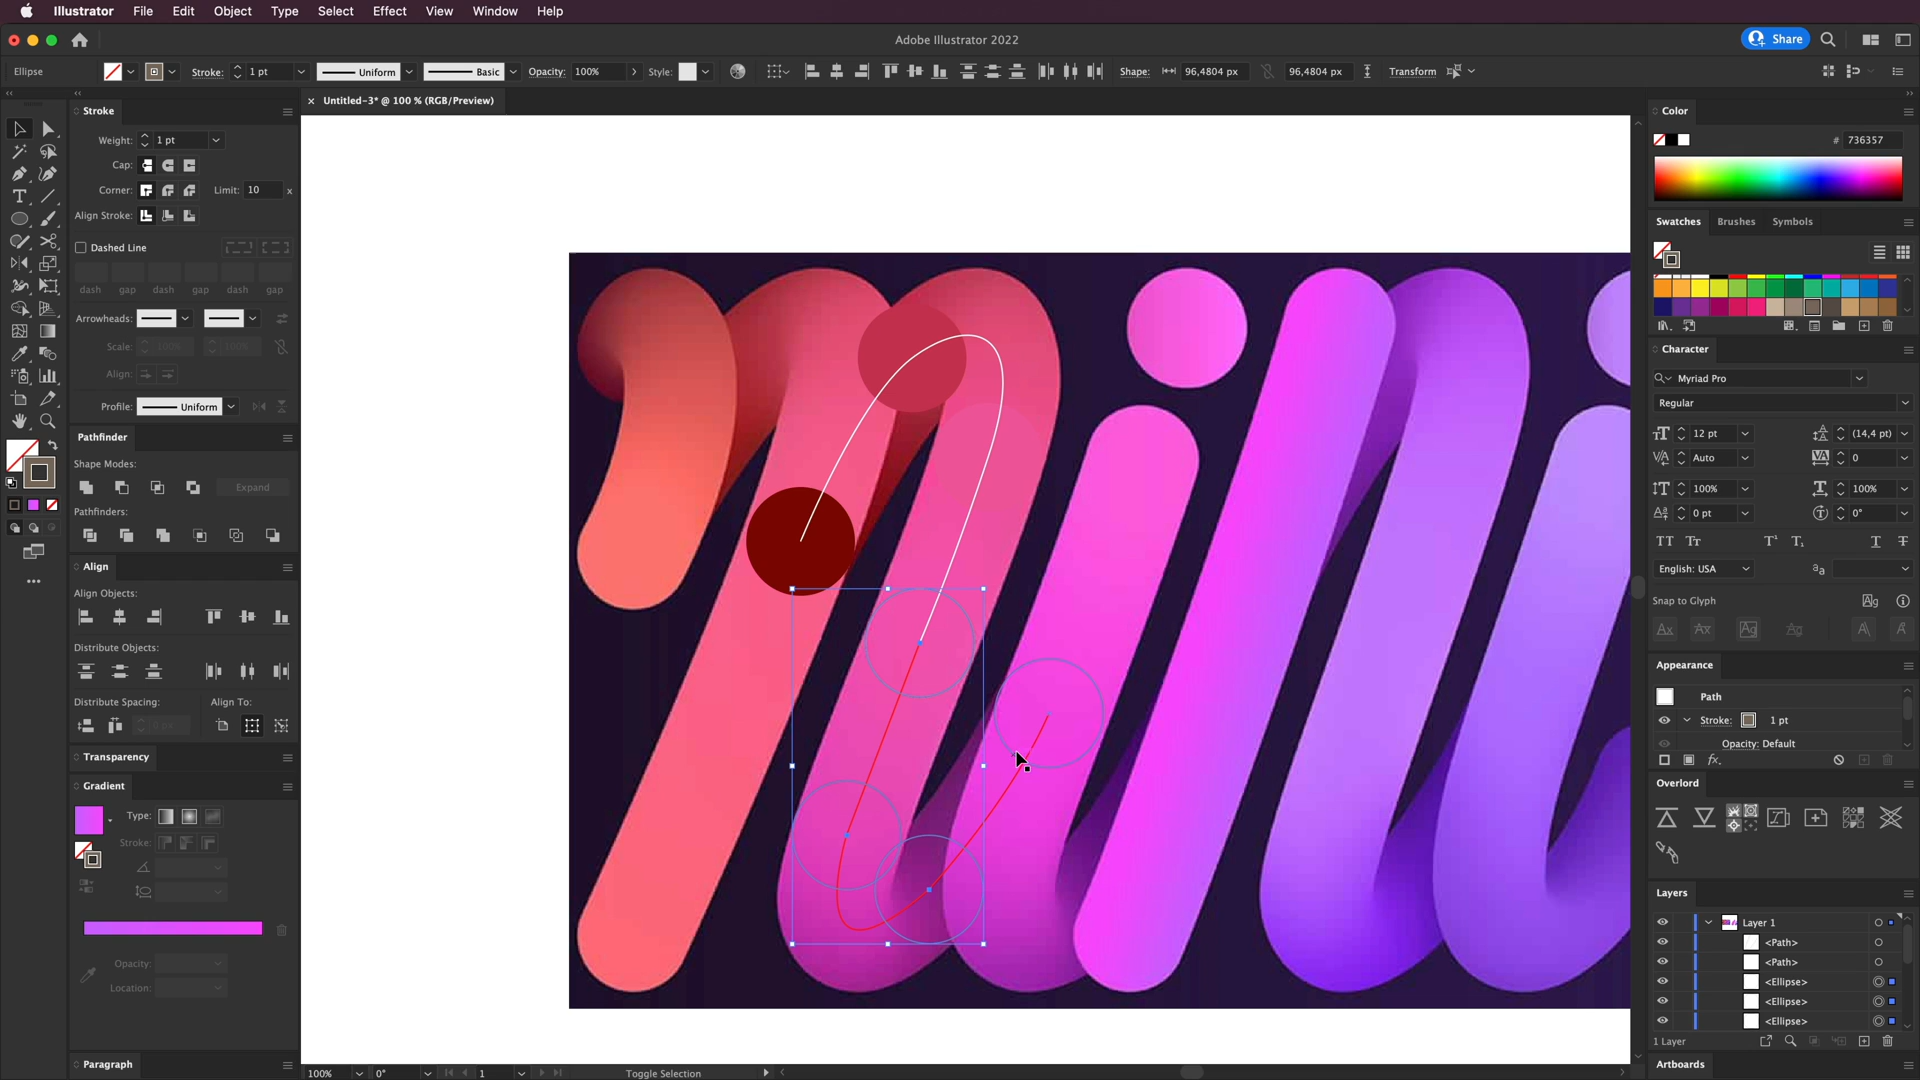 Illustrator File Edit Object Type Select Effect View Window Help
Adobe Illustrator 2022
Share
Ellipse
Stroke: 1 pt
Uniform
Basic
Opacity: 100%
Style:
Shape: 96,4804 px 96,4804 px
Transform
Untitled-3* @ 100 % (RGB/Preview)
Stroke
Weight: 1 pt
Cap:
Corner: Limit: 10 x
Align Stroke:
Dashed Line
dash gap dash gap dash gap
Arrowheads:
Scale: 100% 100%
Align:
Profile: Uniform
Pathfinder
Shape Modes:
Expand
Pathfinders:
Align
Align Objects:
Distribute Objects:
Distribute Spacing: Align To:
0 px
Transparency
Gradient
Type:
Stroke:
Opacity:
Location:
Paragraph
100% 0° 1 Toggle Selection
Color
# 736357
Swatches Brushes Symbols
Character
Myriad Pro
Regular
12 pt (14,4 pt)
Auto 0
100% 100%
0 pt 0°
English: USA
Snap to Glyph
Appearance
Path
Stroke: 1 pt
Opacity: Default
fx
Overlord
Layers
Layer 1
<Path>
<Path>
<Ellipse>
<Ellipse>
<Ellipse>
1 Layer
Artboards